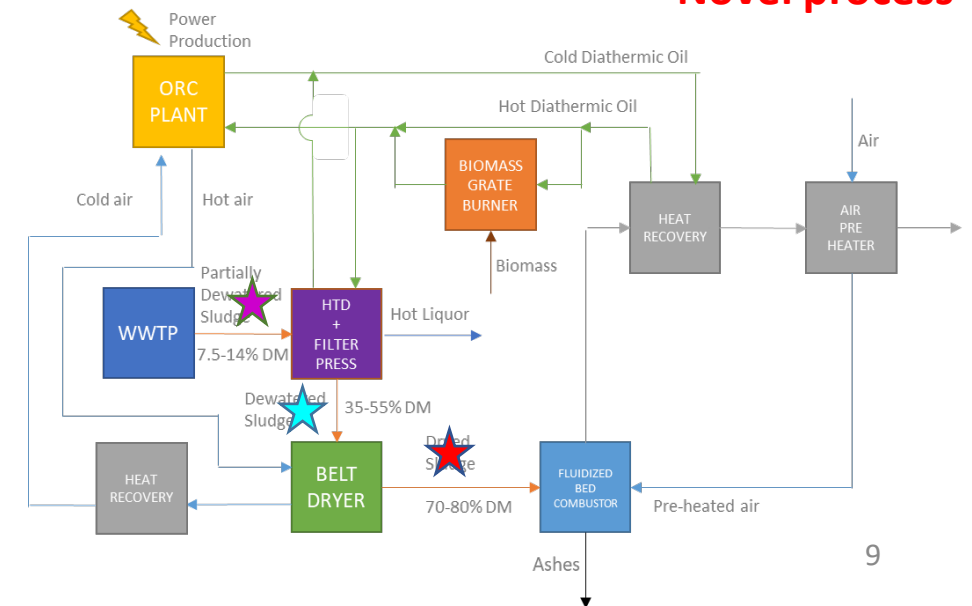 Novel process
Power
Production
ORC
PLANT
Cold Diathermic Oil
Hot Diathermic Oil
Air
BIOMASS
GRATE
BURNER
HEAT
RECOVERY
AIR
PRE
HEATER
Cold air
Hot air
Biomass
Partially
Dewatered
Sludge
WWTP
7.5-14% DM
HTD
+
FILTER
PRESS
Hot Liquor
Dewatered
Sludge
35-55% DM
HEAT
RECOVERY
BELT
DRYER
Dried
Sludge
70-80% DM
FLUIDIZED
BED
COMBUSTOR
Pre-heated air
Ashes
9